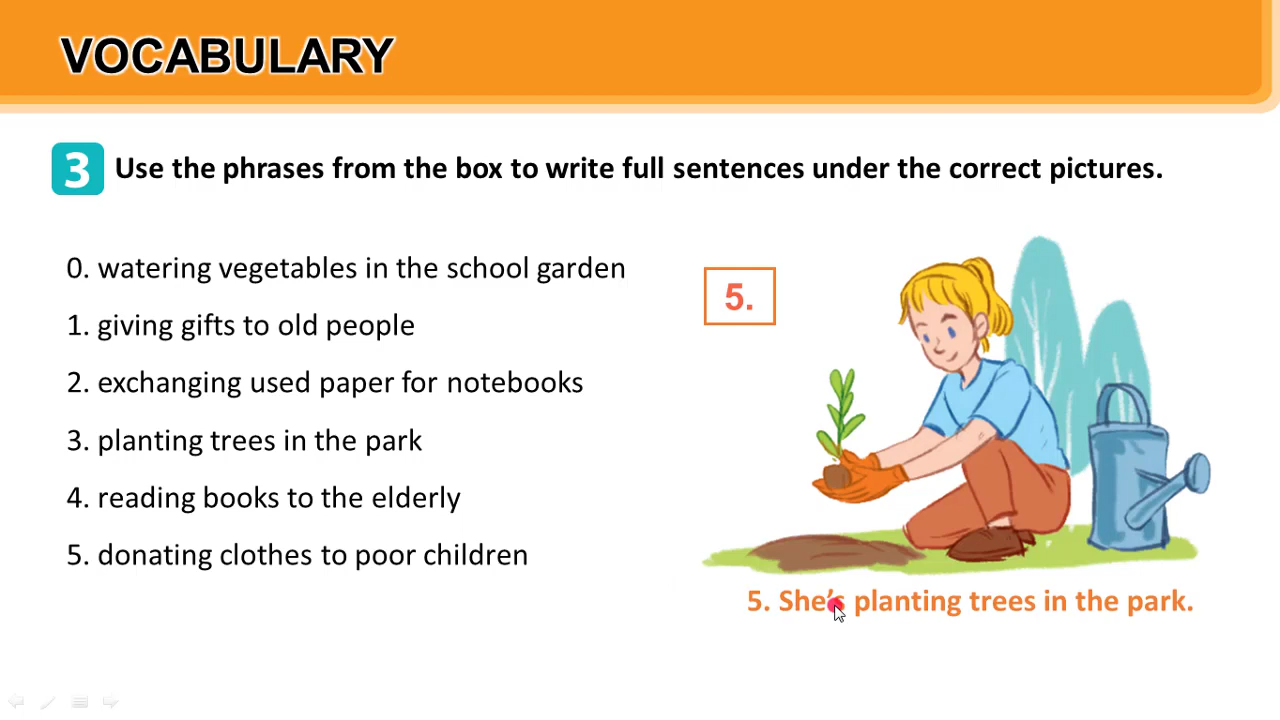 VOCABULARY
3 Use the phrases from the box to write full sentences under the correct pictures.
0. watering vegetables in the school garden
1. giving gifts to old people
2. exchanging used paper for notebooks
3. planting trees in the park
4. reading books to the elderly
5. donating clothes to poor children
5.
5. She's planting trees in the park.